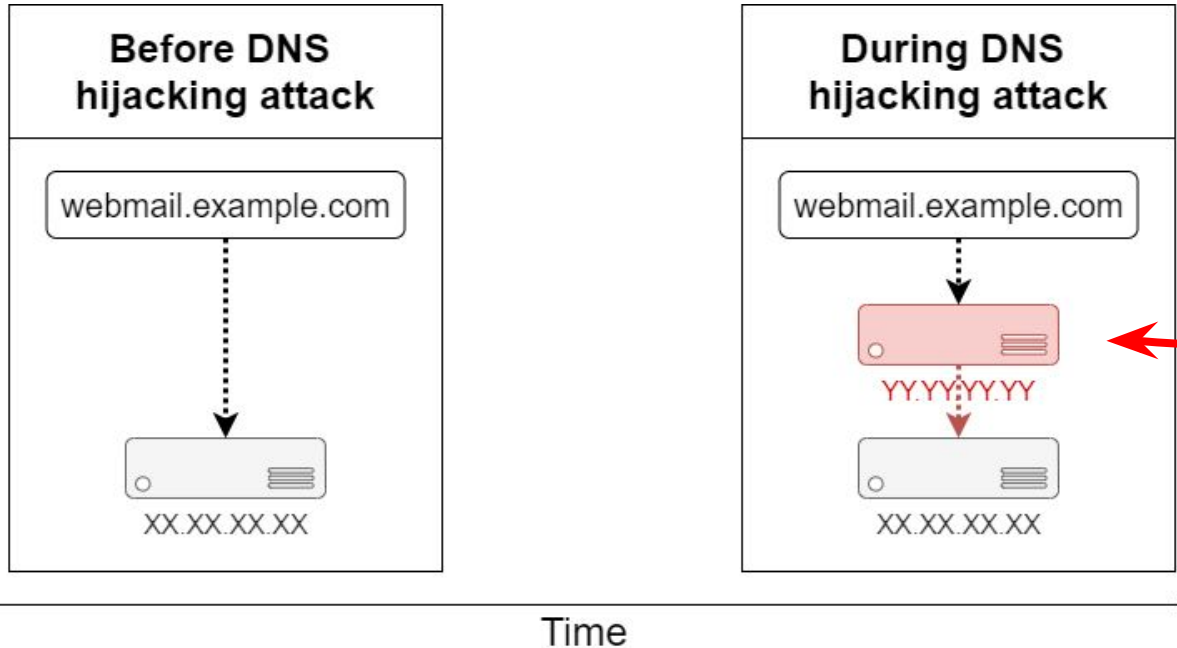 Before DNS
hijacking attack
webmail.example.com
XX.XX.XX.XX
During DNS
hijacking attack
webmail.example.com
YY.YY.YY.YY
XX.XX.XX.XX
Time